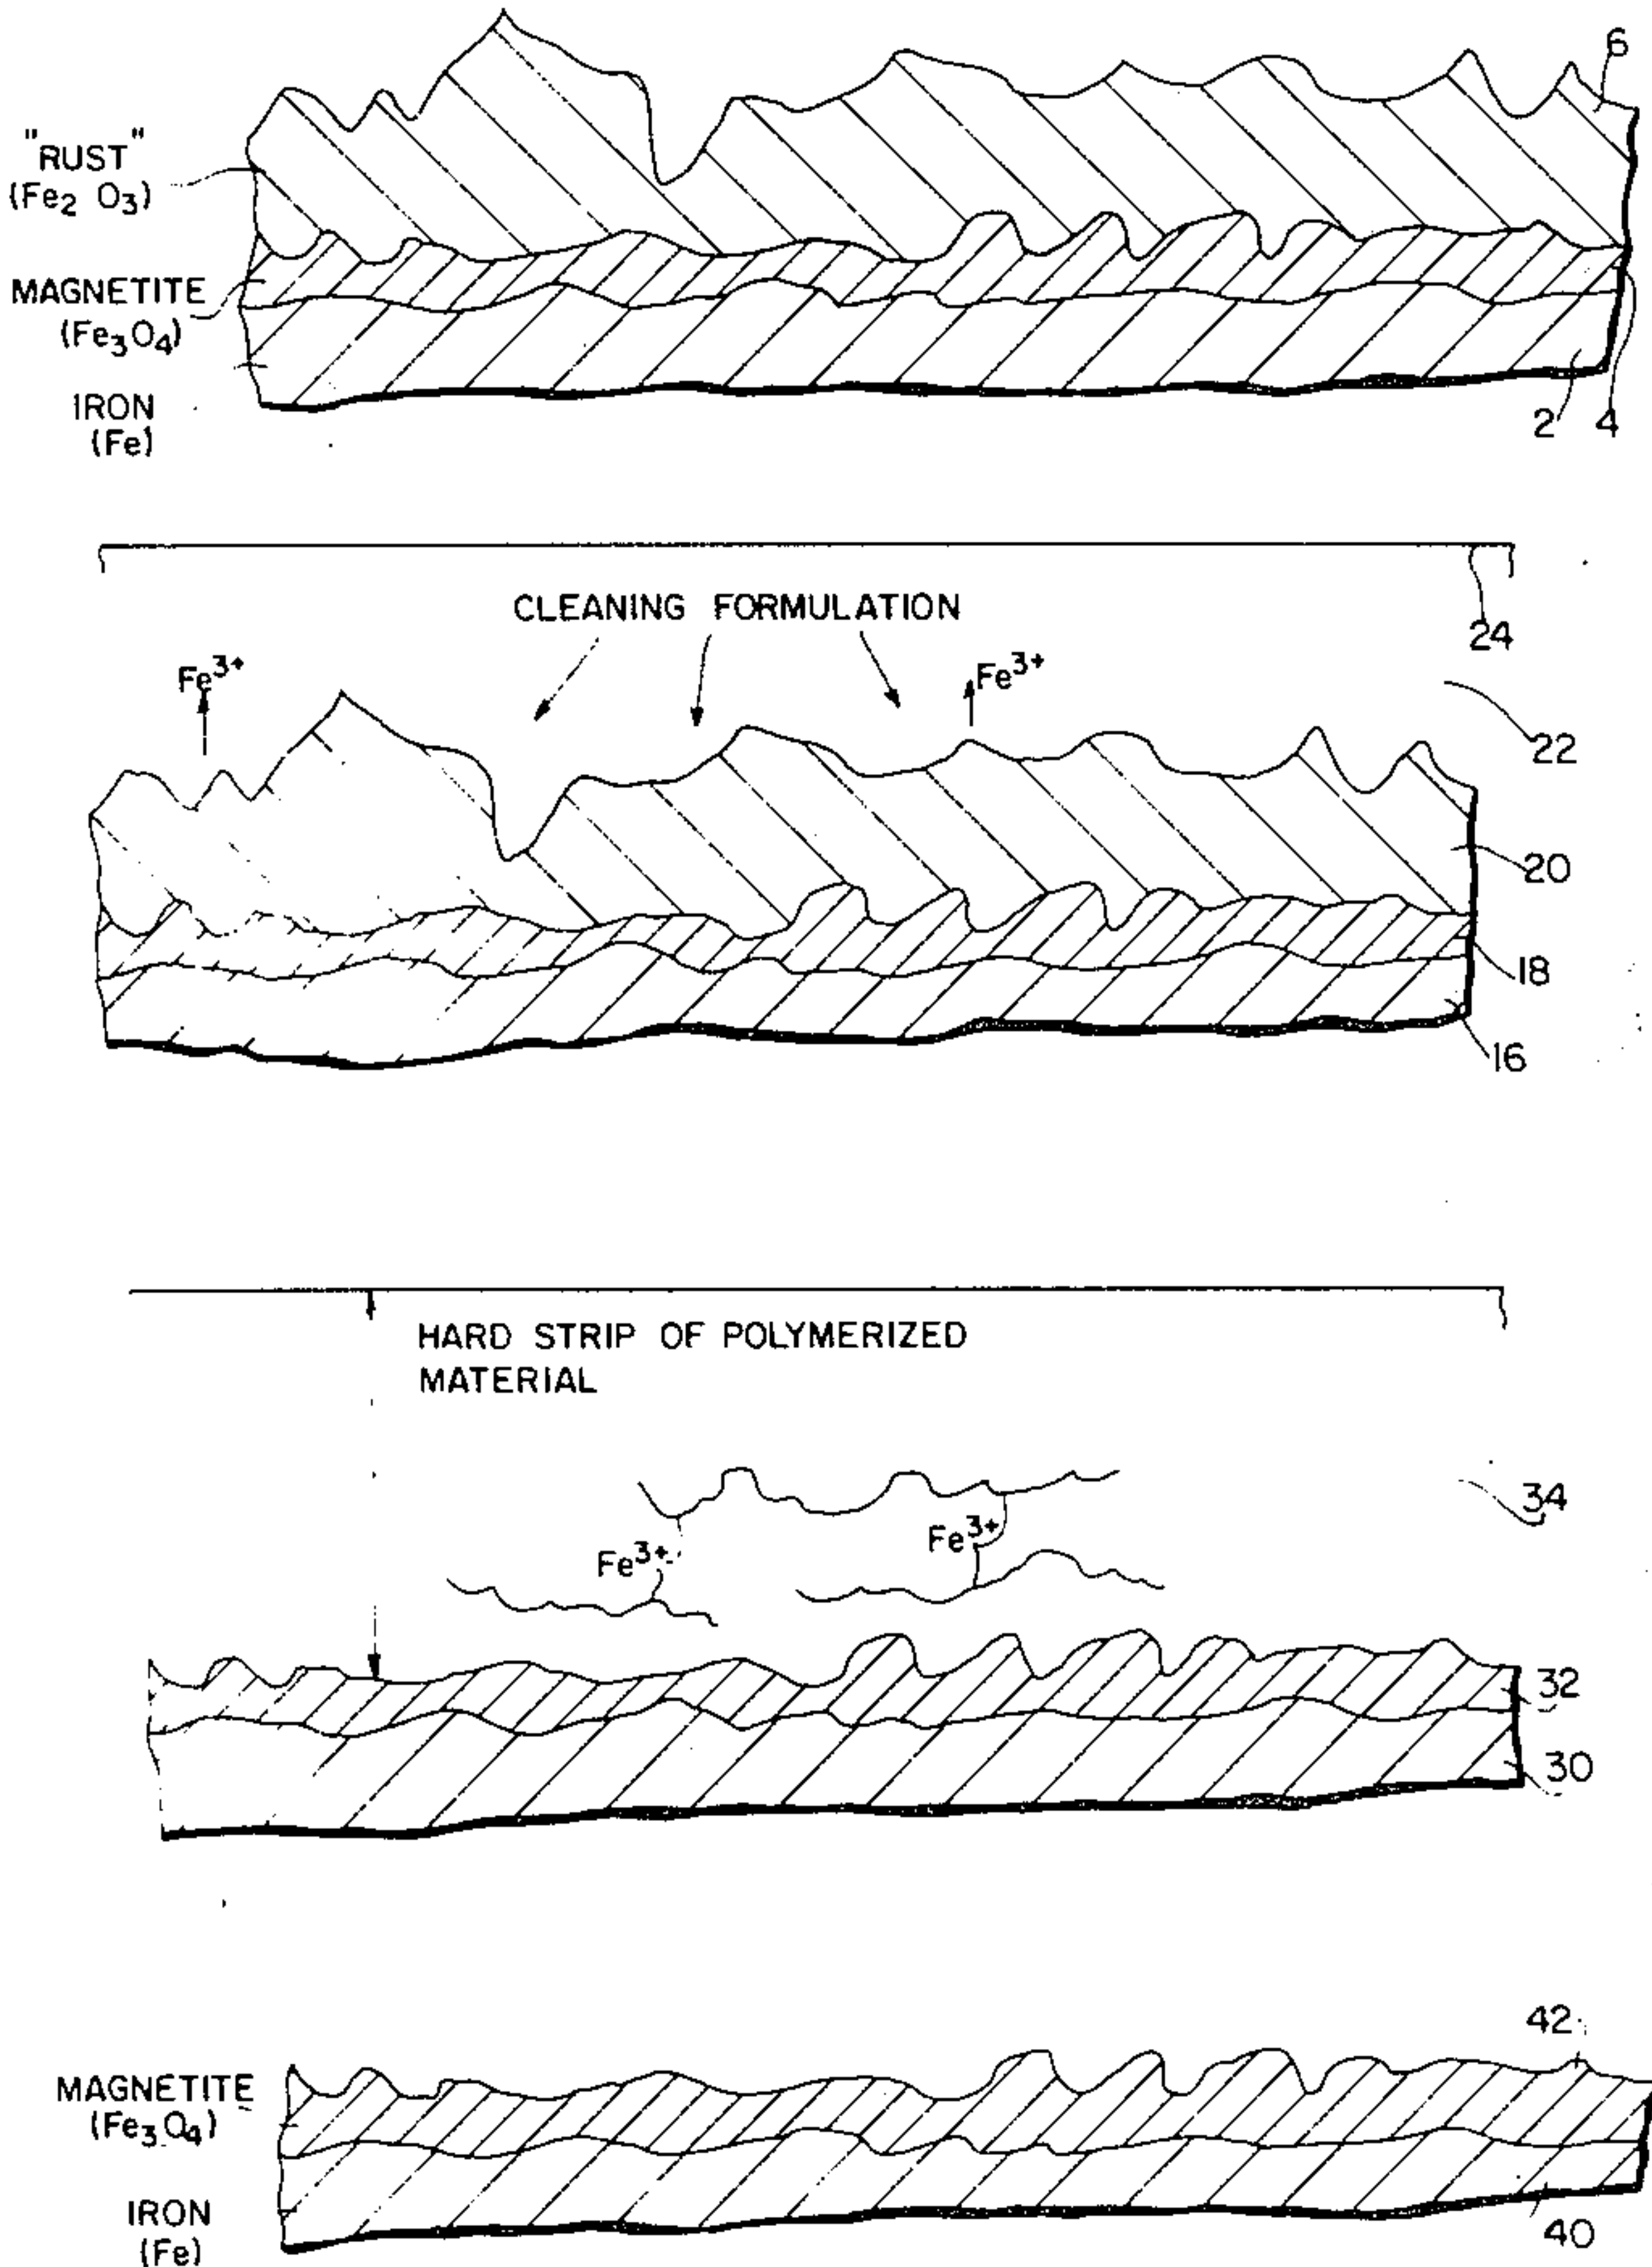 6
"RUST"
(Fe2 O3)
MAGNETITE
(Fe3O4)
IRON
(Fe)
2
4
CLEANING FORMULATION
24
Fe3+
Fe3+
22
20
18
16
HARD STRIP OF POLYMERIZED
MATERIAL
34
Fe3+
Fe3+
32
30
42
MAGNETITE
(Fe3O4)
IRON
(Fe)
40